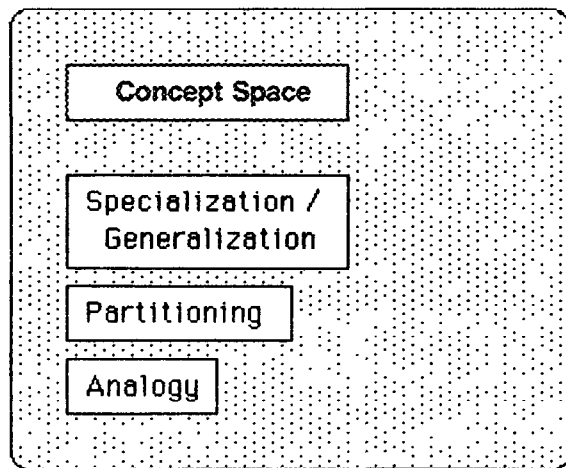 Concept Space
Specialization /
Generalization
Partitioning
Analogy